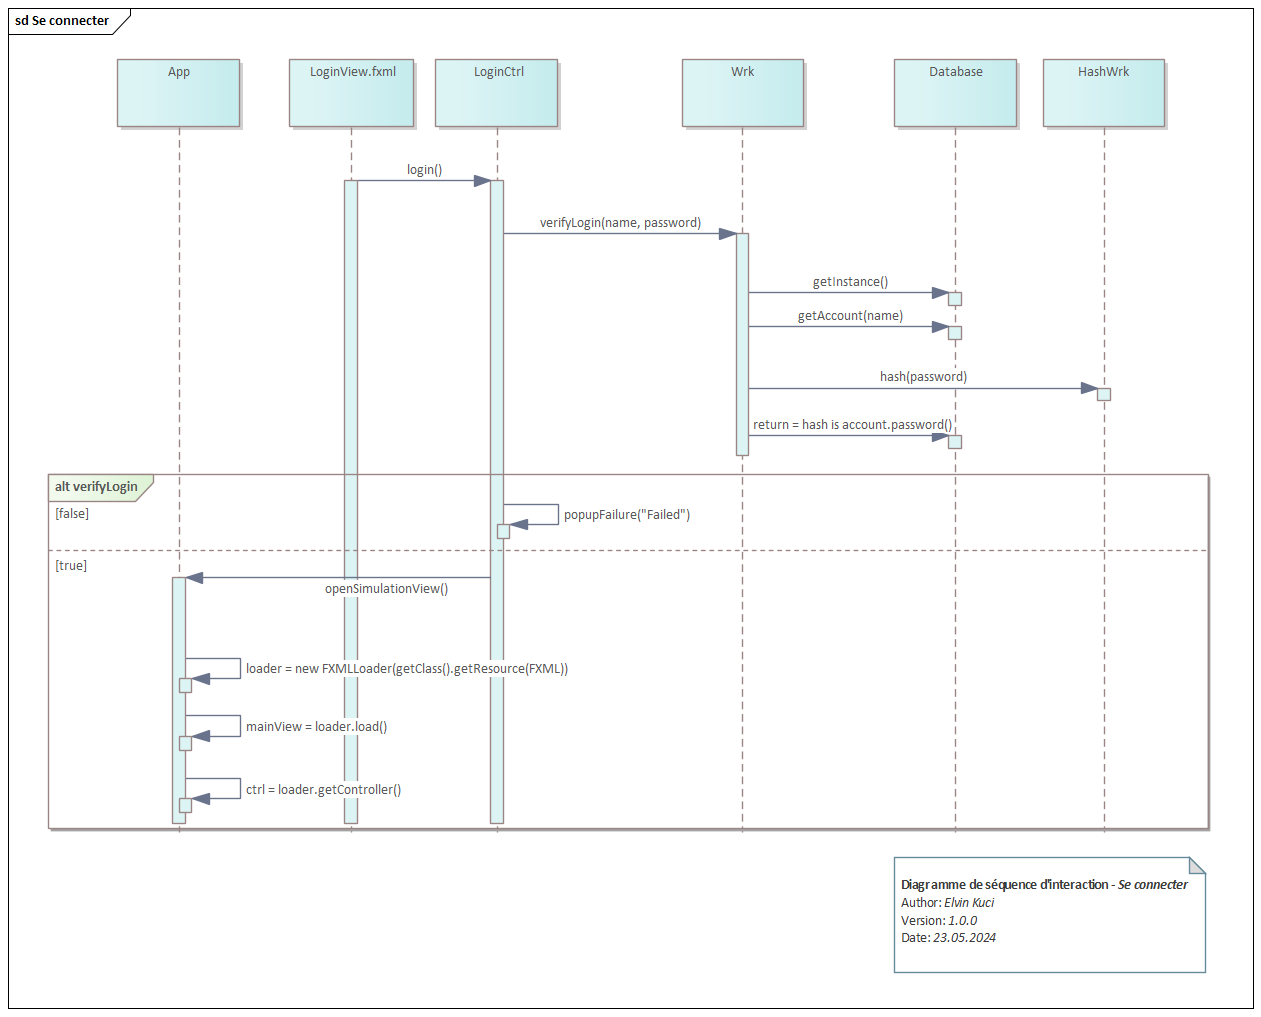 sd Se connecter
App
LoginView.fxml
LoginCtrl
Wrk
Database
HashWrk
login()
verifyLogin(name, password)
getInstance()
getAccount(name)
hash(password)
return = hash is account.password()
alt verifyLogin
[false]
popupFailure("Failed")
[true]
openSimulationView()
loader = new FXMLLoader(getClass().getResource(FXML))
mainView = loader.load()
ctrl = loader.getController()
Diagramme de séquence d'interaction - Se connecter
Author: Elvin Kuci
Version: 1.0.0
Date: 23.05.2024